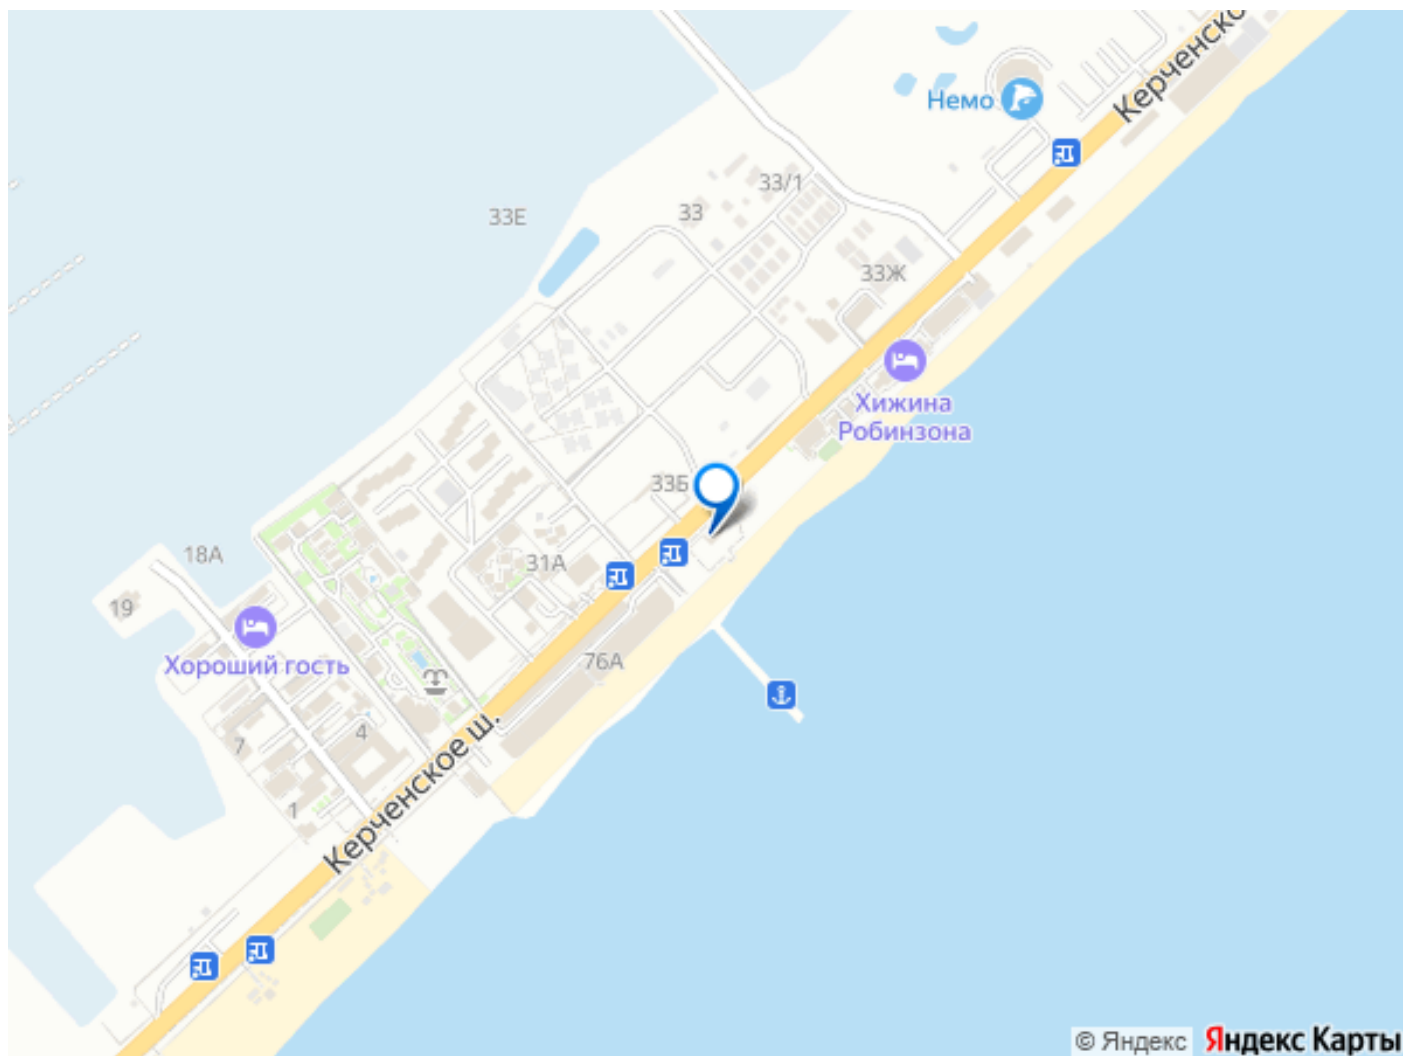 Керченско
Немо
33/1
33
33Е
33Ж
Хижина
Робинзона
33Б
18А
31А
19
Хороший гость
76А
7
4
1
Керченское ш.
© Яндекс
Яндекс Карты